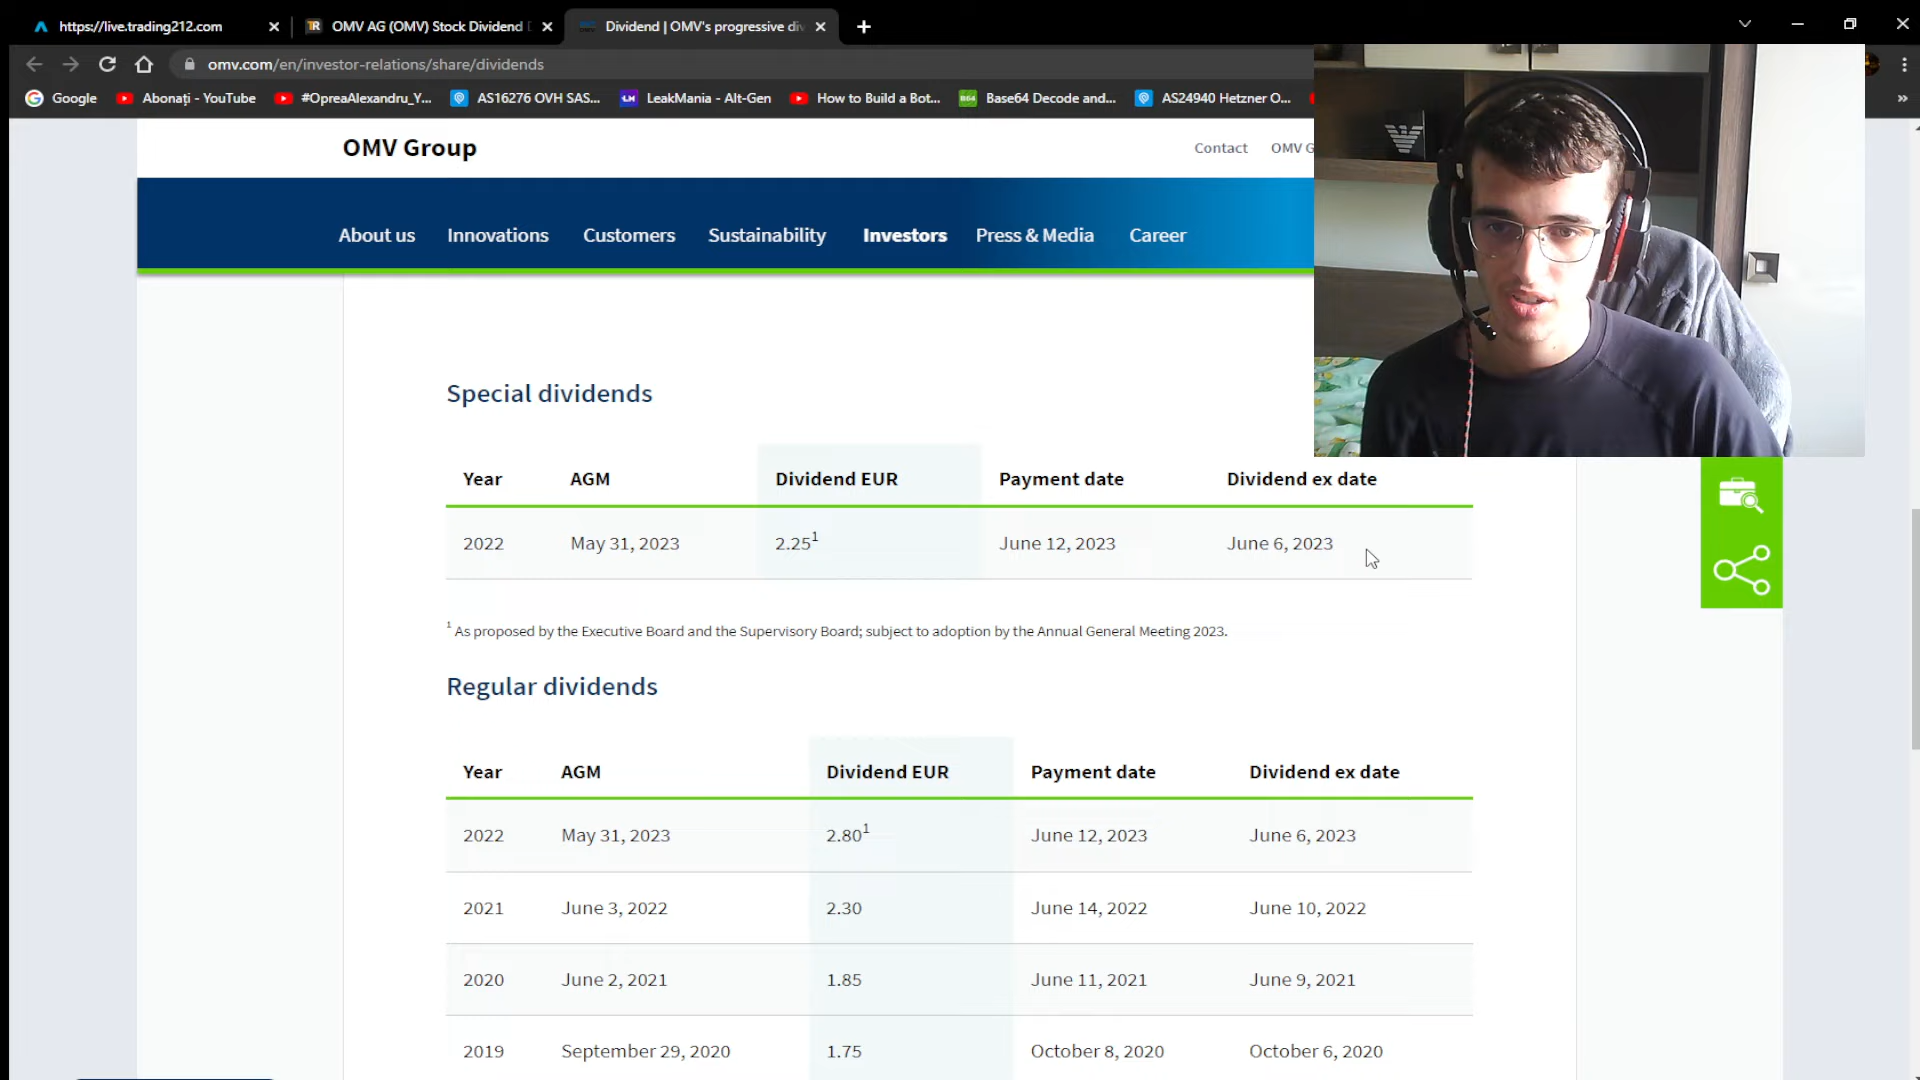 https://live.trading212.com
OMV AG (OMV) Stock Dividend
Dividend | OMV's progressive div
omv.com/en/investor-relations/share/dividends
Google
Abonați - YouTube
#OpreaAlexandru_Y...
AS16276 OVH SAS...
LeakMania - Alt-Gen
How to Build a Bot...
Base64 Decode and...
AS24940 Hetzner O...
OMV Group
Contact
OMV G
About us
Innovations
Customers
Sustainability
Investors
Press & Media
Career
Special dividends
Year AGM Dividend EUR Payment date Dividend ex date
2022 May 31, 2023 2.25¹ June 12, 2023 June 6, 2023
¹ As proposed by the Executive Board and the Supervisory Board; subject to adoption by the Annual General Meeting 2023.
Regular dividends
Year AGM Dividend EUR Payment date Dividend ex date
2022 May 31, 2023 2.80¹ June 12, 2023 June 6, 2023
2021 June 3, 2022 2.30 June 14, 2022 June 10, 2022
2020 June 2, 2021 1.85 June 11, 2021 June 9, 2021
2019 September 29, 2020 1.75 October 8, 2020 October 6, 2020